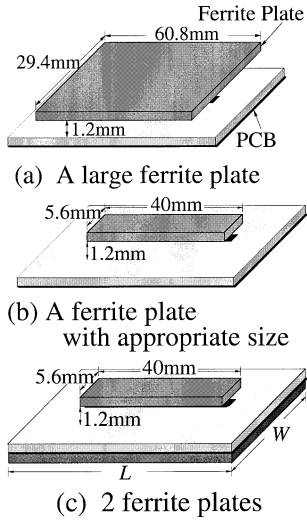 Ferrite Plate
60.8mm
29.4mm
1.2mm
PCB
(a) A large ferrite plate
40mm
5.6mm
1.2mm
(b) A ferrite plate
with appropriate size
40mm
5.6mm
1.2mm
W
L
(c) 2 ferrite plates